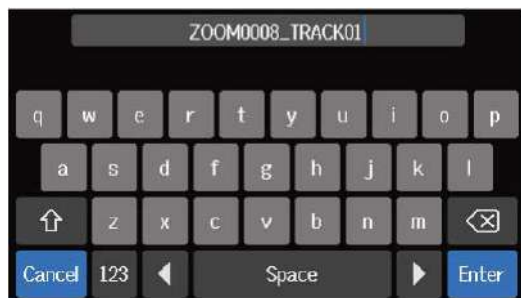 ZOOM0008_TRACK01
q w e r t y u i o p
a s d f g h j k l
z x c v b n m
Cancel 123 Space Enter